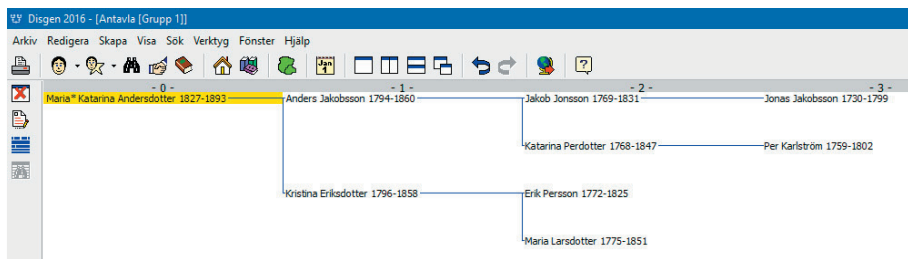 Disgen 2016 - [Antavla [Grupp 1]]
Arkiv Redigera Skapa Visa Sök Verktyg Fönster Hjälp
Jan
4
?
- 0 - - 1 - - 2 - - 3 -
Maria* Katarina Andersdotter 1827-1893 Anders Jakobsson 1794-1860 Jakob Jonsson 1769-1831 Jonas Jakobsson 1730-1799
Katarina Perdotter 1768-1847 Per Karlström 1759-1802
Kristina Eriksdotter 1796-1858 Erik Persson 1772-1825
Maria Larsdotter 1775-1851